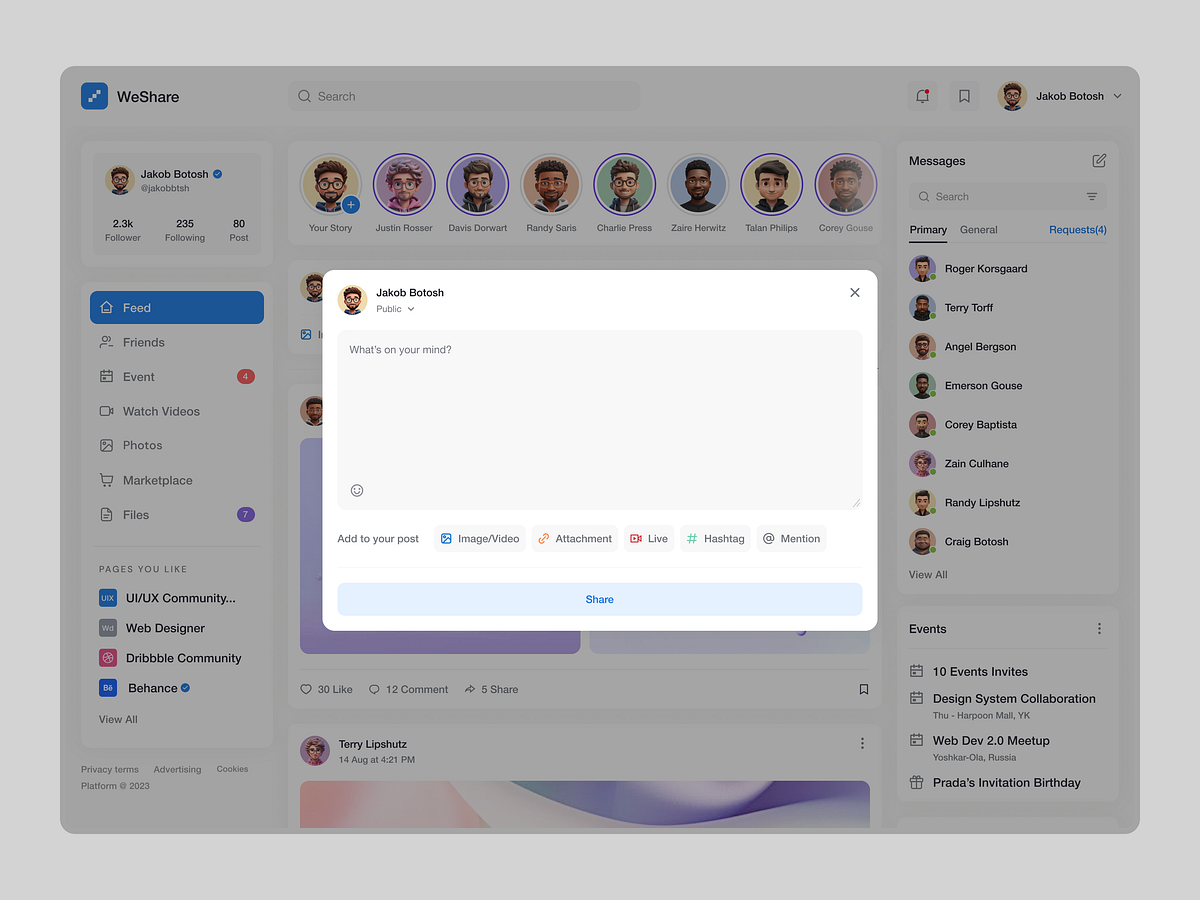 WeShare
Search
Jakob Botosh
Jakob Botosh
@jakobbtsh
2.3k 235 80
Follower Following Post
Feed
Friends
Event 4
Watch Videos
Photos
Marketplace
Files 7
PAGES YOU LIKE
UIX UI/UX Community...
Wd Web Designer
Dribbble Community
Bē Behance
View All
Privacy terms Advertising Cookies
Platform @ 2023
Your Story Justin Rosser Davis Dorwart Randy Saris Charlie Press Zaire Herwitz Talan Philips Corey Gouse
Jakob Botosh
Public
What's on your mind?
Add to your post Image/Video Attachment Live Hashtag Mention
Share
30 Like 12 Comment 5 Share
Terry Lipshutz
14 Aug at 4:21 PM
Messages
Search
Primary General Requests(4)
Roger Korsgaard
Terry Torff
Angel Bergson
Emerson Gouse
Corey Baptista
Zain Culhane
Randy Lipshutz
Craig Botosh
View All
Events
10 Events Invites
Design System Collaboration
Thu - Harpoon Mall, YK
Web Dev 2.0 Meetup
Yoshkar-Ola, Russia
Prada's Invitation Birthday